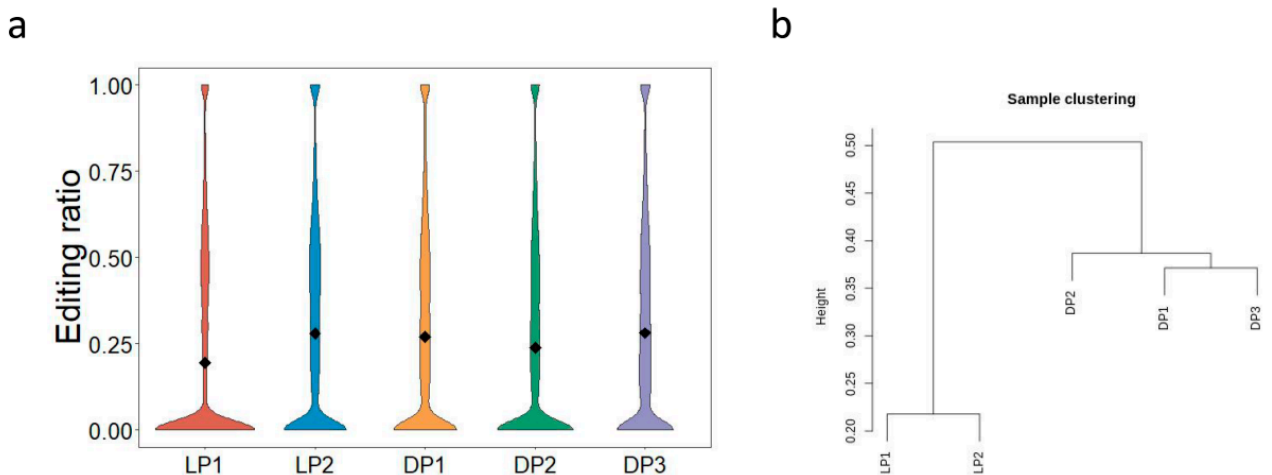 a
Editing ratio
1.00
0.75
0.50
0.25
0.00
LP1 LP2 DP1 DP2 DP3
b
Sample clustering
Height
0.50
0.45
0.40
0.35
0.30
0.25
0.20
DP2
DP1
DP3
LP1
LP2